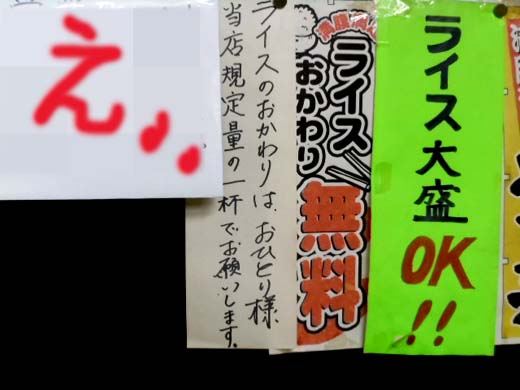 え、、
ライスのおかわりは、おひとり様
当店規定量の一杯でお願いします。
ライス
おかわり
無料
ライス大盛
OK!!